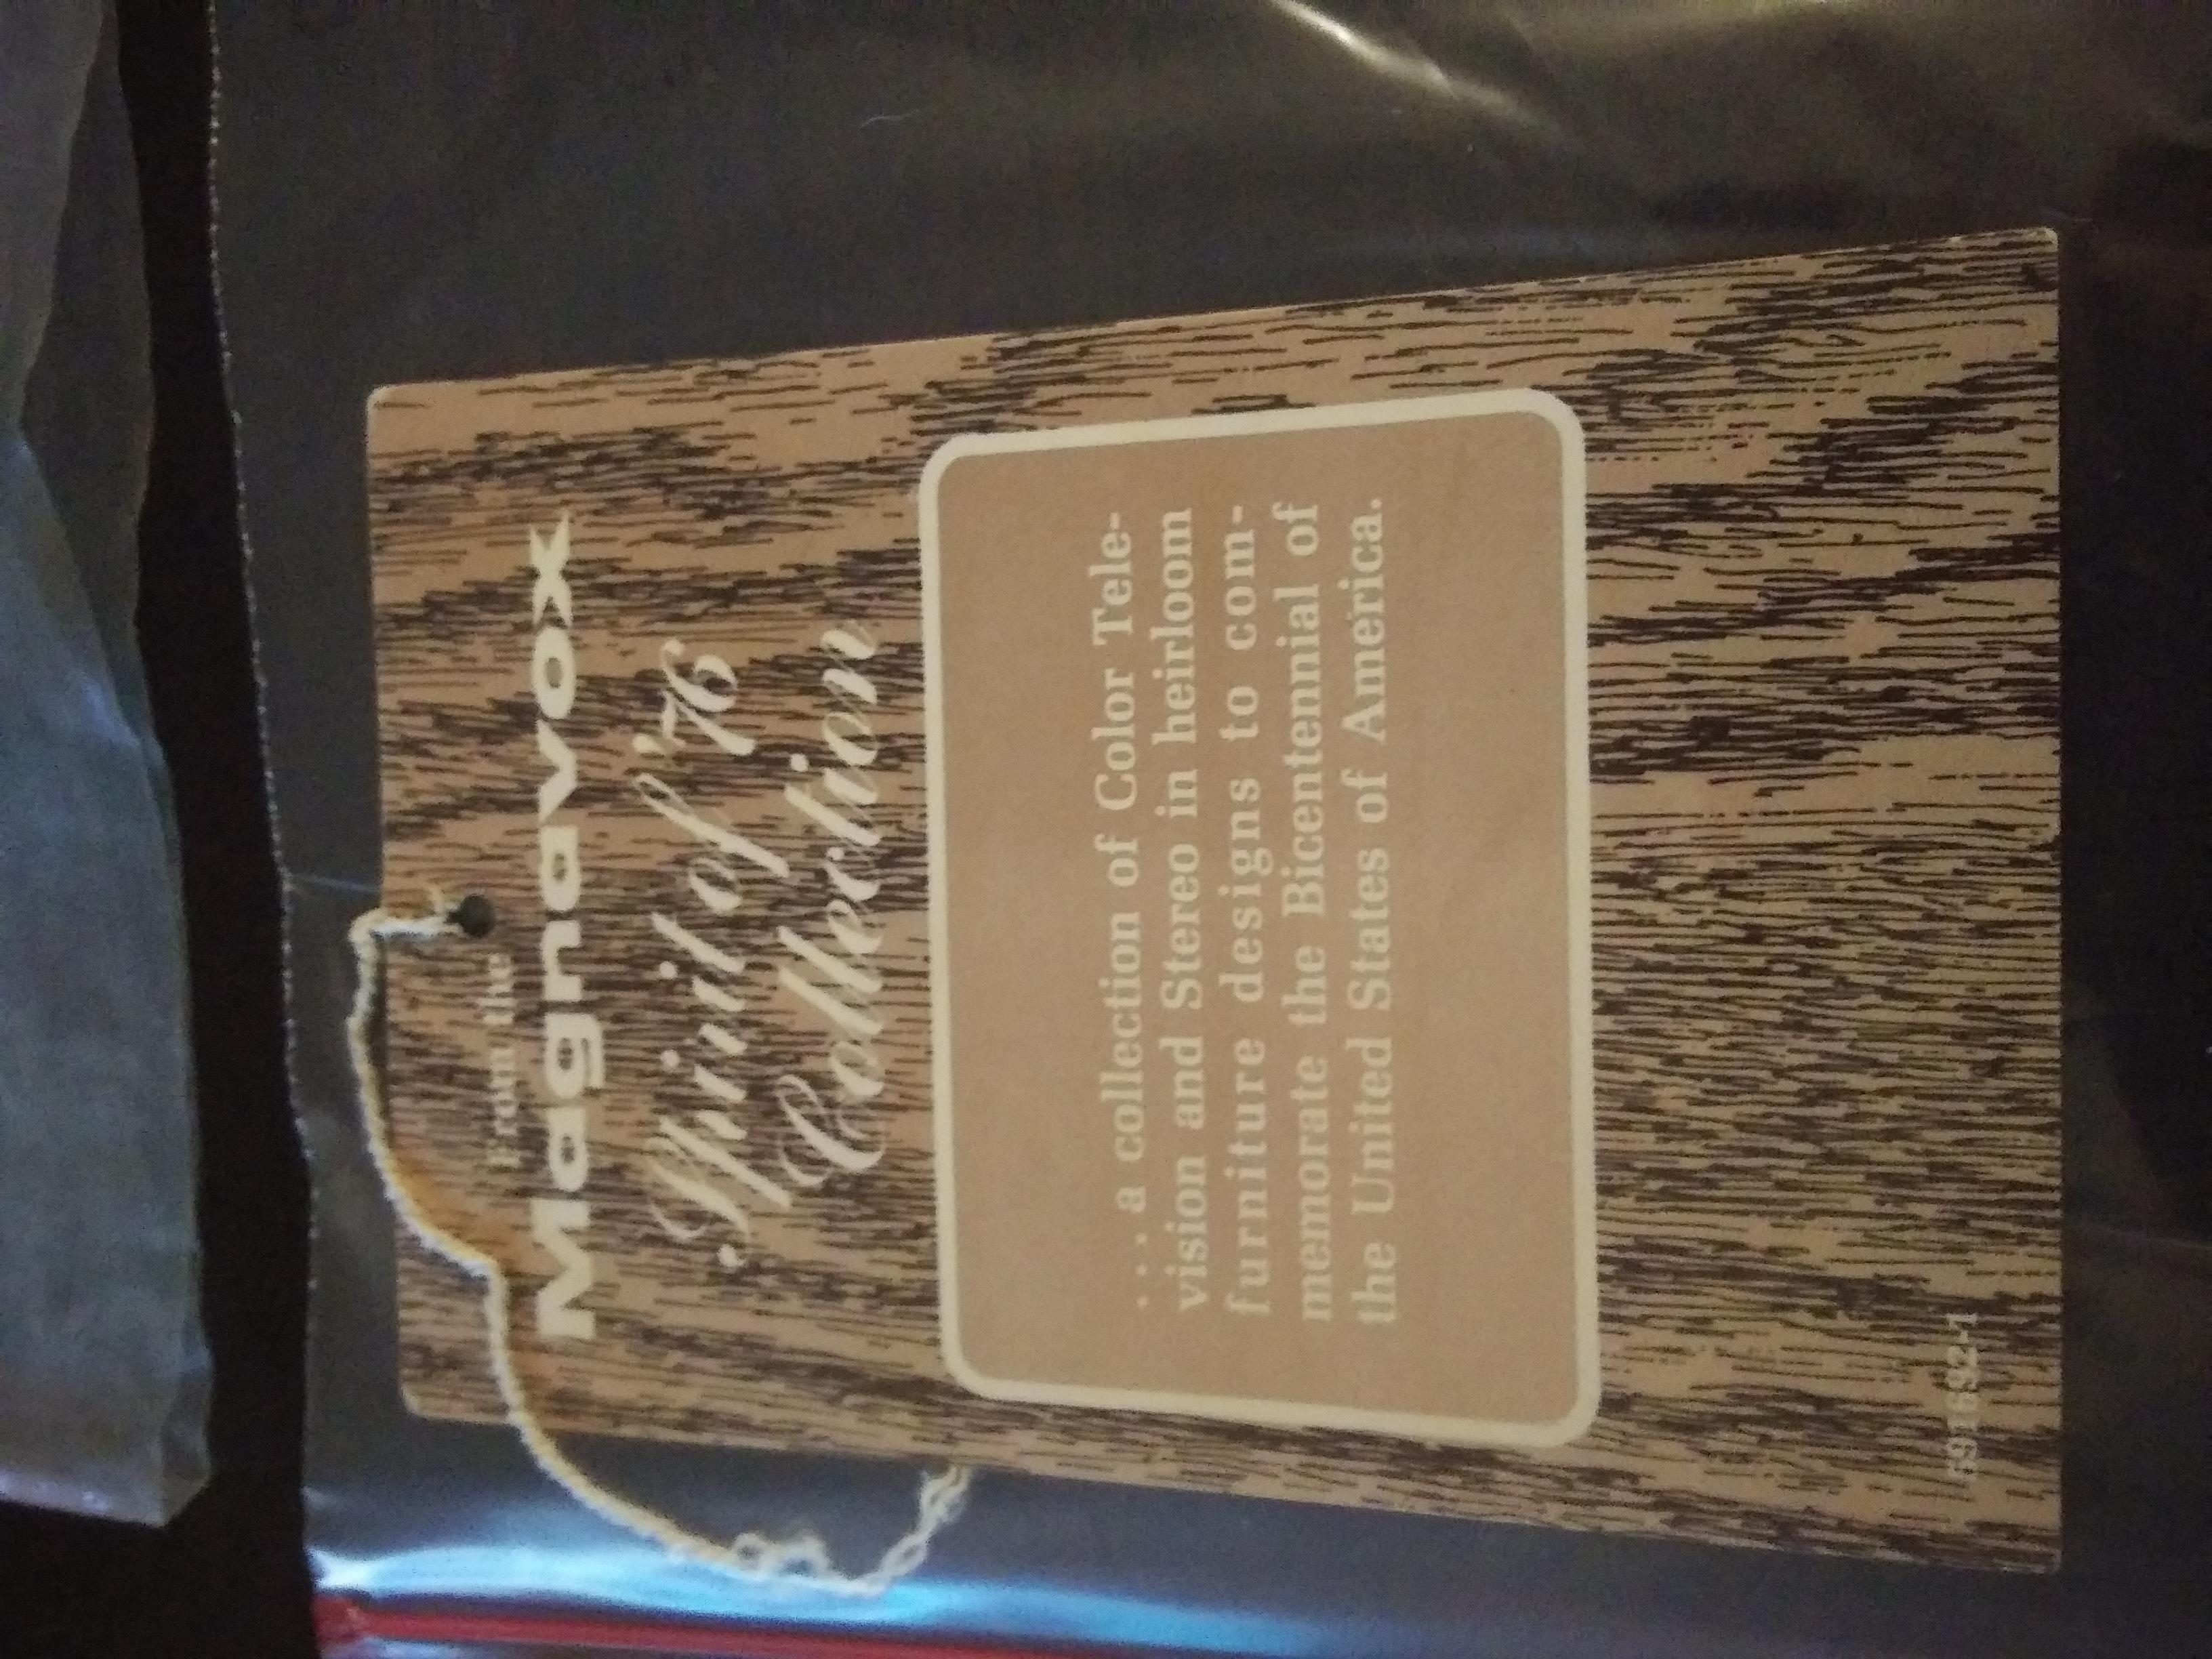 From the
Magnavox
Spirit of '76
Collection
. . . a collection of Color Tele-
vision and Stereo in heirloom
furniture designs to com-
memorate the Bicentennial of
the United States of America.